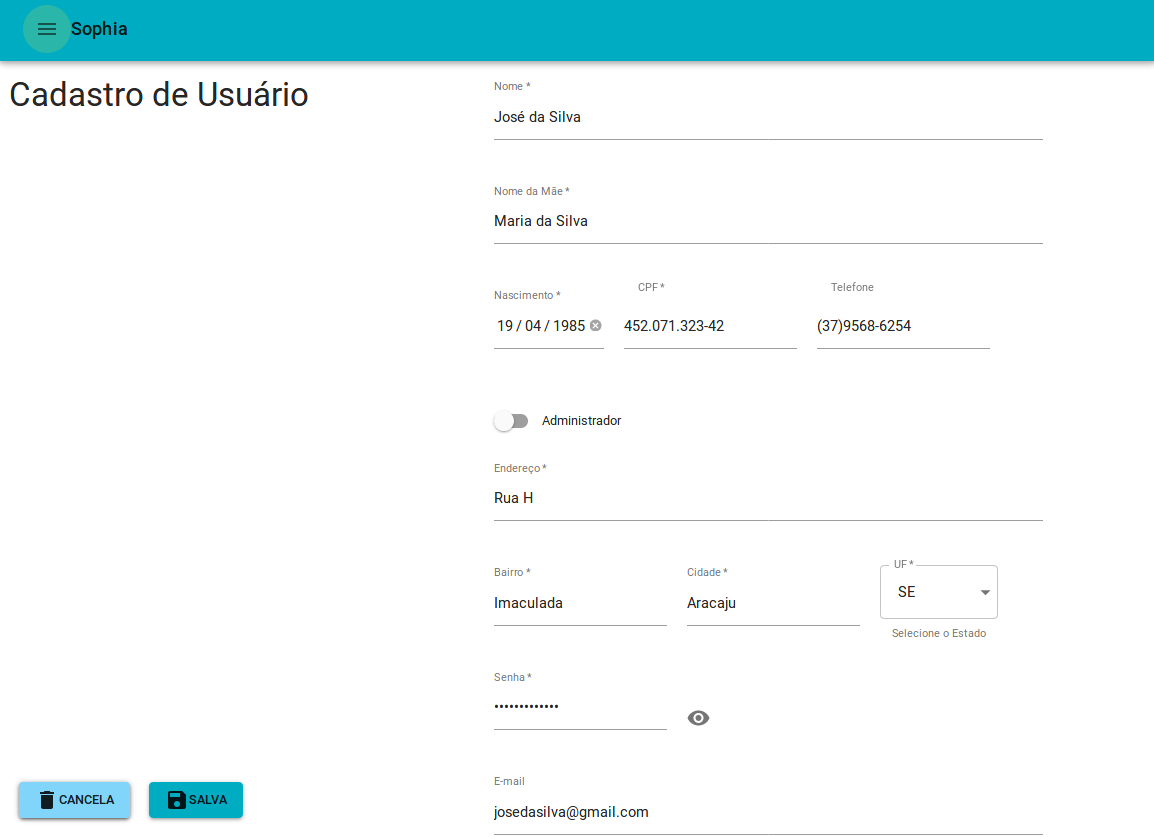 Sophia
Cadastro de Usuário
Nome *
José da Silva
Nome da Mãe *
Maria da Silva
Nascimento * CPF * Telefone
19 / 04 / 1985 452.071.323-42 (37)9568-6254
Administrador
Endereço *
Rua H
Bairro * Cidade * UF *
Imaculada Aracaju SE
Selecione o Estado
Senha *
•••••••••••••
E-mail
josedasilva@gmail.com
CANCELA SALVA